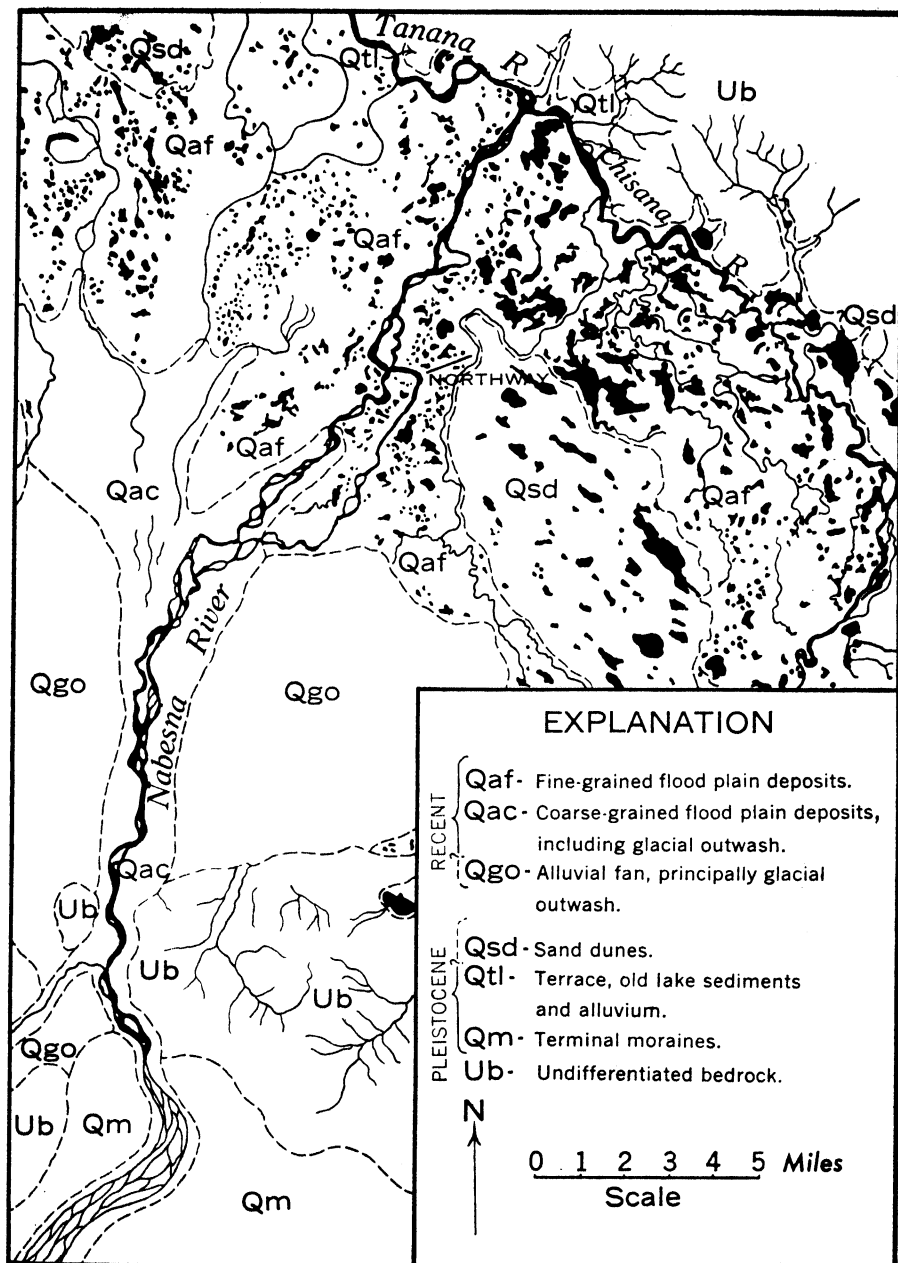 Tanana
R
Qsd
Qtl
Qtl
Ub
Qaf
Chisana
Qaf
R
Qsd
NORTHWAY
Qaf
Qac
Qsd
Qaf
Qaf
River
Qgo
Qgo
Nabesna
Qac
Ub
Ub
Ub
Qgo
Ub
Qm
Qm
EXPLANATION
RECENT
Qaf- Fine-grained flood plain deposits.
Qac- Coarse-grained flood plain deposits,
including glacial outwash.
?
Qgo- Alluvial fan, principally glacial
outwash.
PLEISTOCENE
?
Qsd- Sand dunes.
Qtl- Terrace, old lake sediments
and alluvium.
Qm- Terminal moraines.
Ub- Undifferentiated bedrock.
N
0 1 2 3 4 5 Miles
Scale